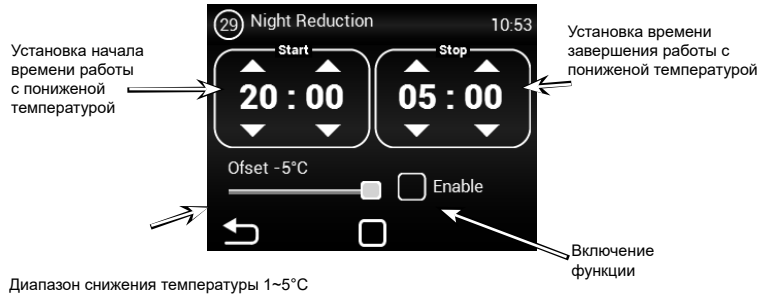 29 Night Reduction 10:53
Установка начала
времени работы
с пониженой
температурой
Start
20 : 00
Stop
05 : 00
Установка времени
завершения работы с
пониженой температурой
Ofset -5°C
Enable
Включение
функции
Диапазон снижения температуры 1~5°C